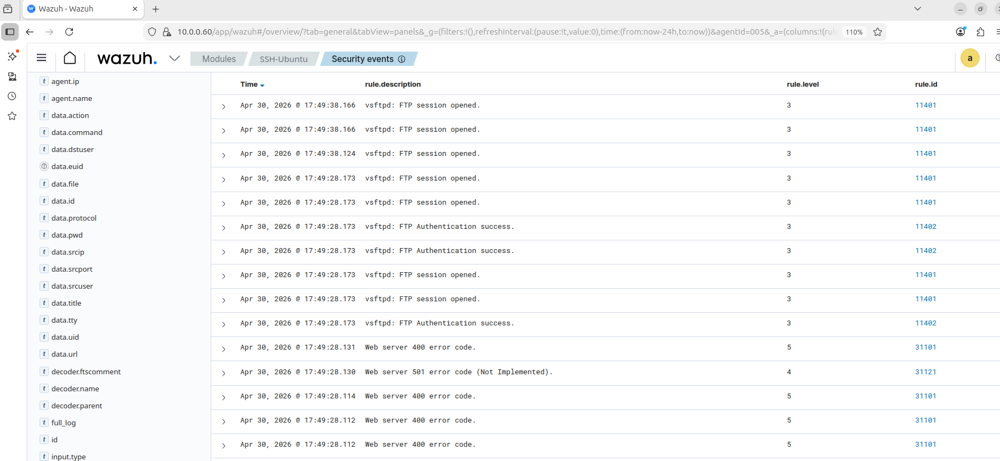 Wazuh - Wazuh
10.0.0.60/app/wazuh#/overview/?tab=general&tabView=panels&_g=(filters:!(),refreshInterval:(pause:!t,value:0),time:(from:now-24h,to:now))&agentId=005&_a=(columns:!(rule 110%
wazuh. Modules SSH-Ubuntu Security events a
agent.ip
agent.name
data.action
data.command
data.dstuser
data.euid
data.file
data.id
data.protocol
data.pwd
data.srcip
data.srcport
data.srcuser
data.title
data.tty
data.uid
data.url
decoder.ftscomment
decoder.name
decoder.parent
full_log
id
input.type
Time rule.description rule.level rule.id
Apr 30, 2026 @ 17:49:38.166 vsftpd: FTP session opened. 3 11401
Apr 30, 2026 @ 17:49:38.166 vsftpd: FTP session opened. 3 11401
Apr 30, 2026 @ 17:49:38.124 vsftpd: FTP session opened. 3 11401
Apr 30, 2026 @ 17:49:28.173 vsftpd: FTP session opened. 3 11401
Apr 30, 2026 @ 17:49:28.173 vsftpd: FTP session opened. 3 11401
Apr 30, 2026 @ 17:49:28.173 vsftpd: FTP Authentication success. 3 11402
Apr 30, 2026 @ 17:49:28.173 vsftpd: FTP Authentication success. 3 11402
Apr 30, 2026 @ 17:49:28.173 vsftpd: FTP session opened. 3 11401
Apr 30, 2026 @ 17:49:28.173 vsftpd: FTP session opened. 3 11401
Apr 30, 2026 @ 17:49:28.173 vsftpd: FTP Authentication success. 3 11402
Apr 30, 2026 @ 17:49:28.131 Web server 400 error code. 5 31101
Apr 30, 2026 @ 17:49:28.130 Web server 501 error code (Not Implemented). 4 31121
Apr 30, 2026 @ 17:49:28.114 Web server 400 error code. 5 31101
Apr 30, 2026 @ 17:49:28.112 Web server 400 error code. 5 31101
Apr 30, 2026 @ 17:49:28.112 Web server 400 error code. 5 31101